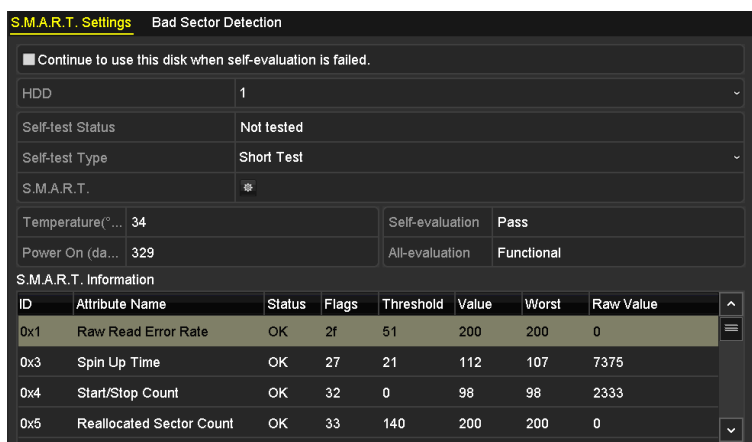 S.M.A.R.T. Settings Bad Sector Detection
Continue to use this disk when self-evaluation is failed.
HDD 1
Self-test Status Not tested
Self-test Type Short Test
S.M.A.R.T.
Temperature(°... 34 Self-evaluation Pass
Power On (da... 329 All-evaluation Functional
S.M.A.R.T. Information
ID Attribute Name Status Flags Threshold Value Worst Raw Value
0x1 Raw Read Error Rate OK 2f 51 200 200 0
0x3 Spin Up Time OK 27 21 112 107 7375
0x4 Start/Stop Count OK 32 0 98 98 2333
0x5 Reallocated Sector Count OK 33 140 200 200 0